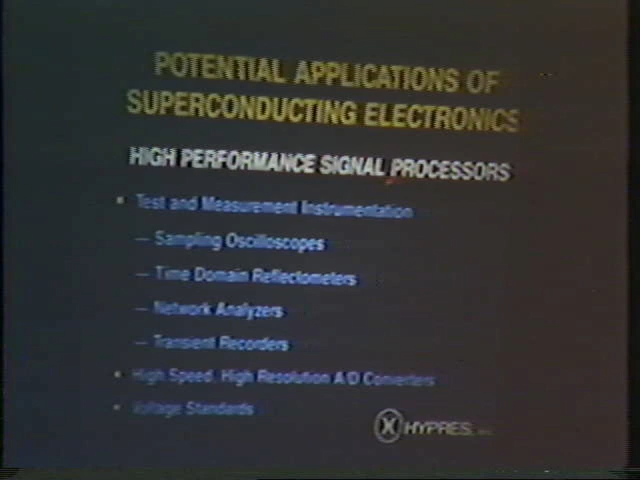 POTENTIAL APPLICATIONS OF
SUPERCONDUCTING ELECTRONICS
HIGH PERFORMANCE SIGNAL PROCESSORS
• Test and Measurement Instrumentation
— Sampling Oscilloscopes
— Time Domain Reflectometers
— Network Analyzers
— Transient Recorders
• High Speed, High Resolution A/D Converters
• Voltage Standards
HYPRES,